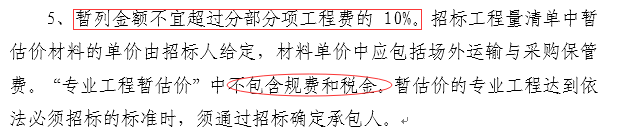 5、暂列金额不宜超过分部分项工程费的 10%。招标工程量清单中暂
估价材料的单价由招标人给定，材料单价中应包括场外运输与采购保管
费。“专业工程暂估价”中不包含规费和税金。暂估价的专业工程达到依
法必须招标的标准时，须通过招标确定承包人。